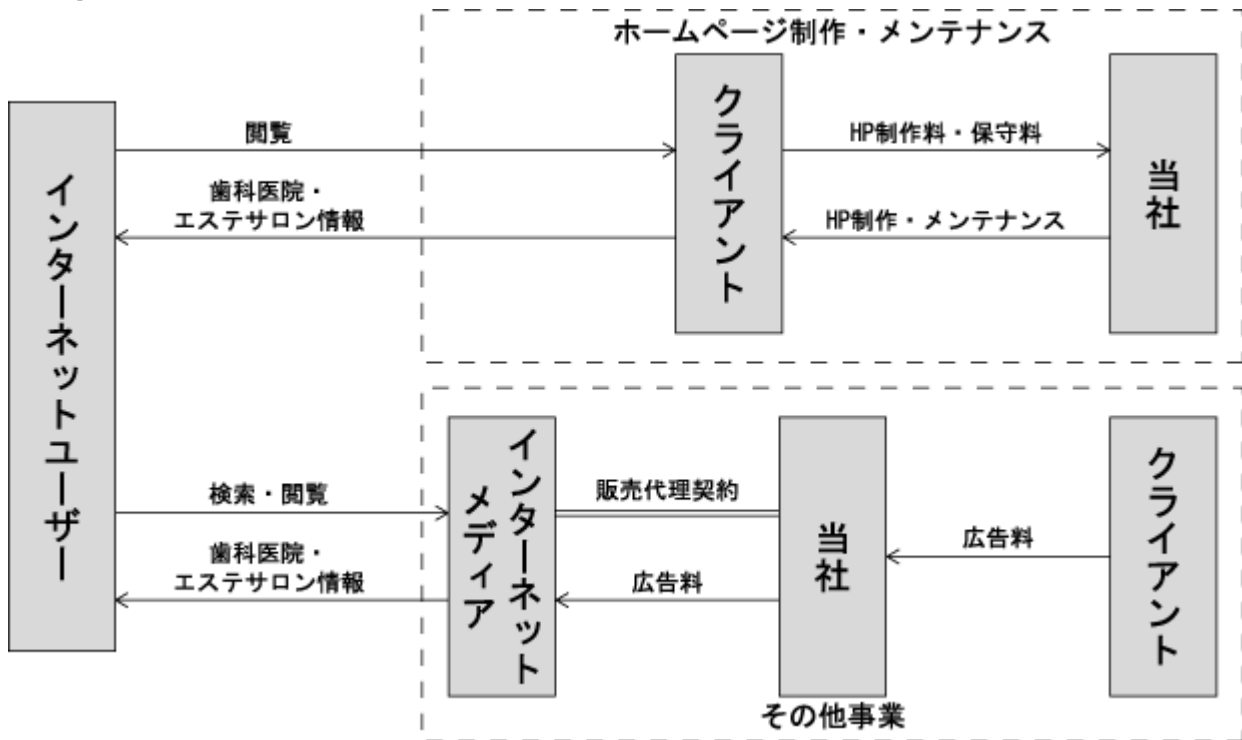 ホームページ制作・メンテナンス
インターネットユーザー
閲覧
歯科医院・
エステサロン情報
クライアント
HP制作料・保守料
HP制作・メンテナンス
当社
検索・閲覧
歯科医院・
エステサロン情報
インターネット
メディア
販売代理契約
広告料
当社
広告料
クライアント
その他事業